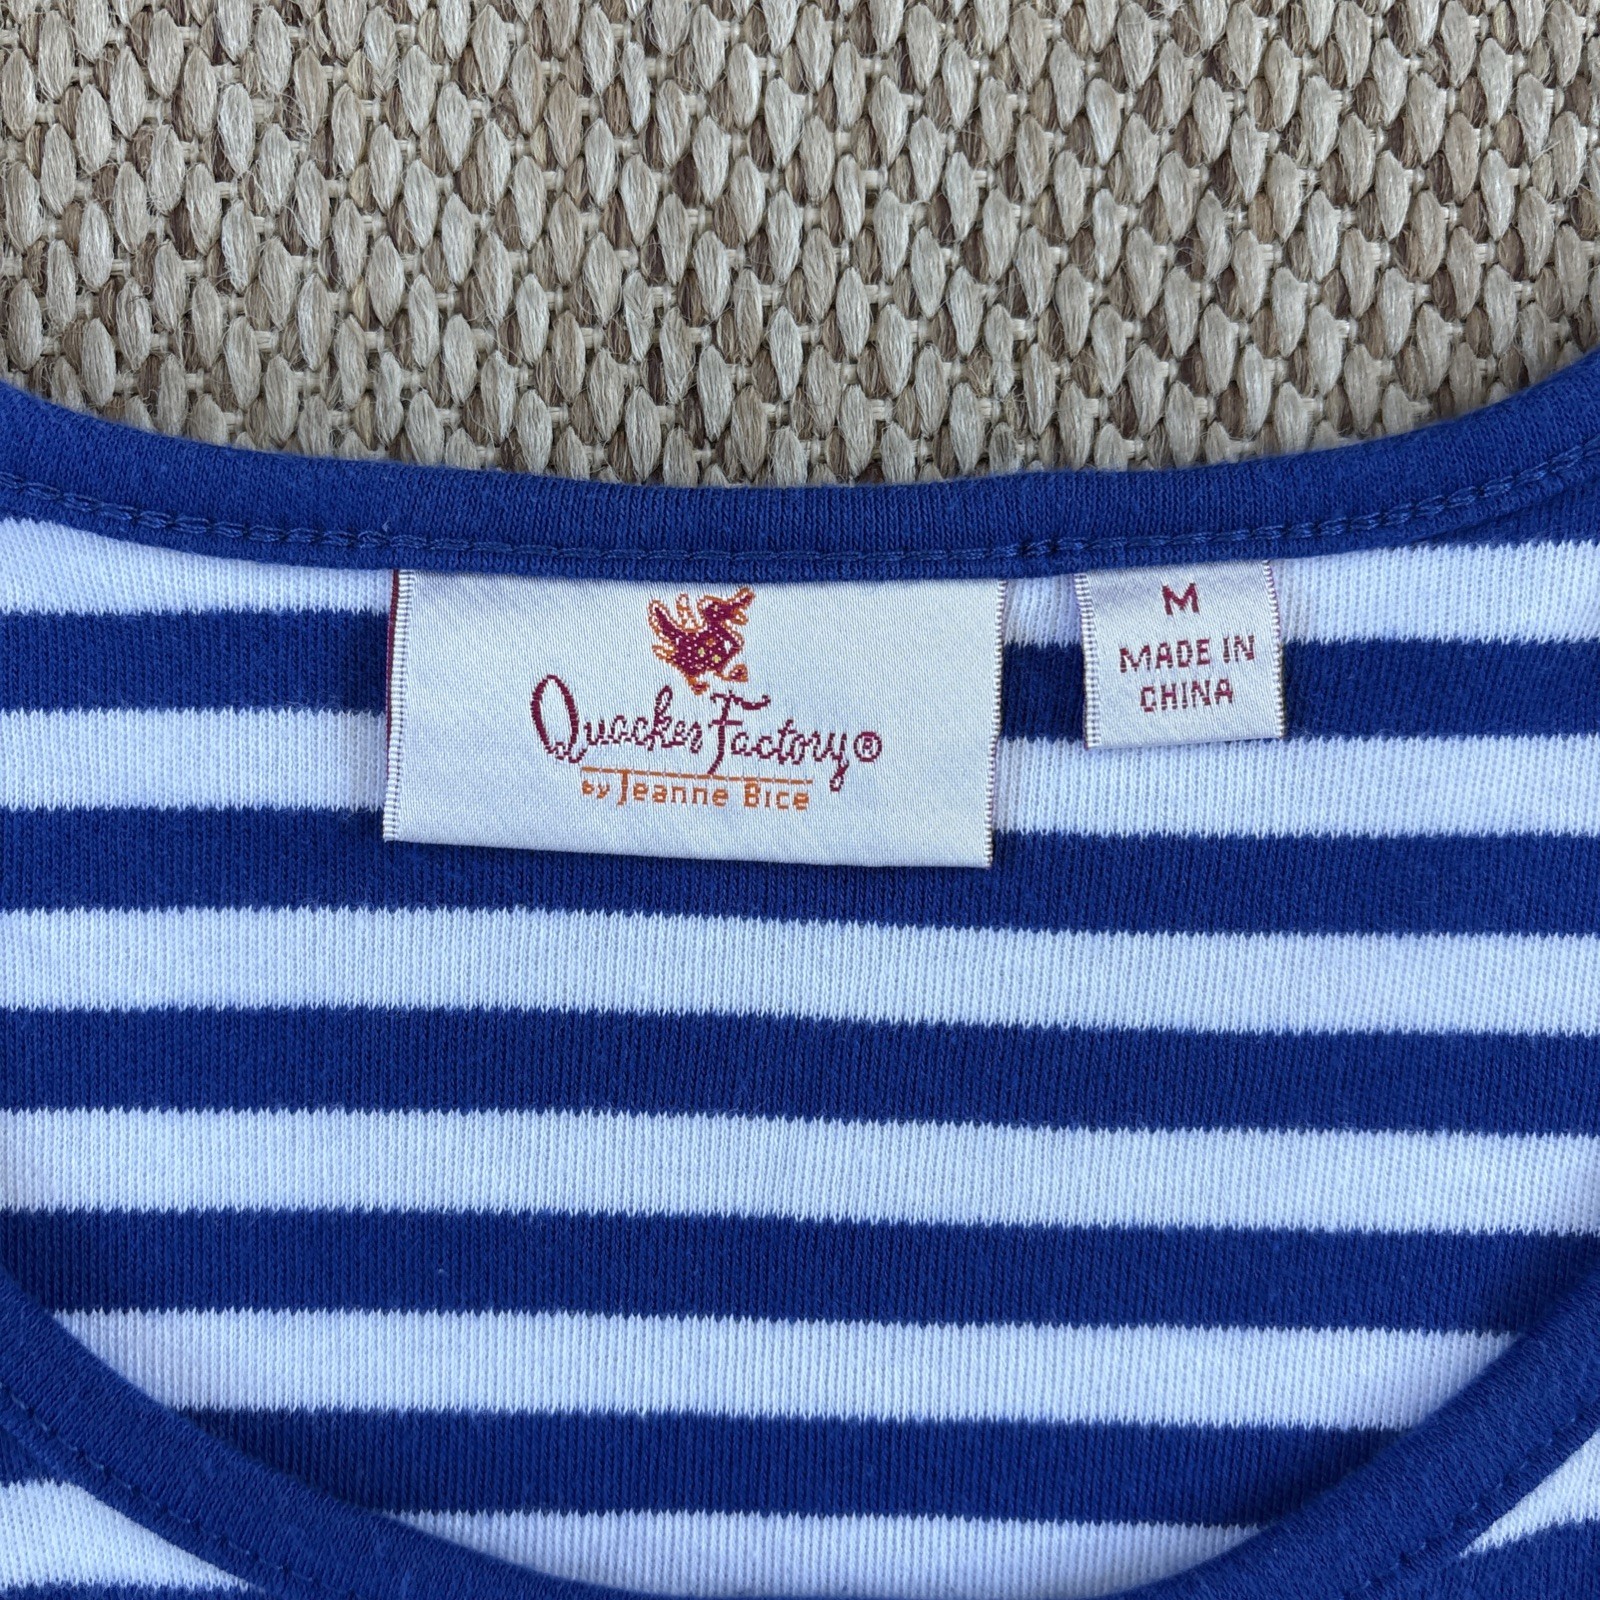 Quacker Factory®
by Jeanne Bice
M
MADE IN
CHINA